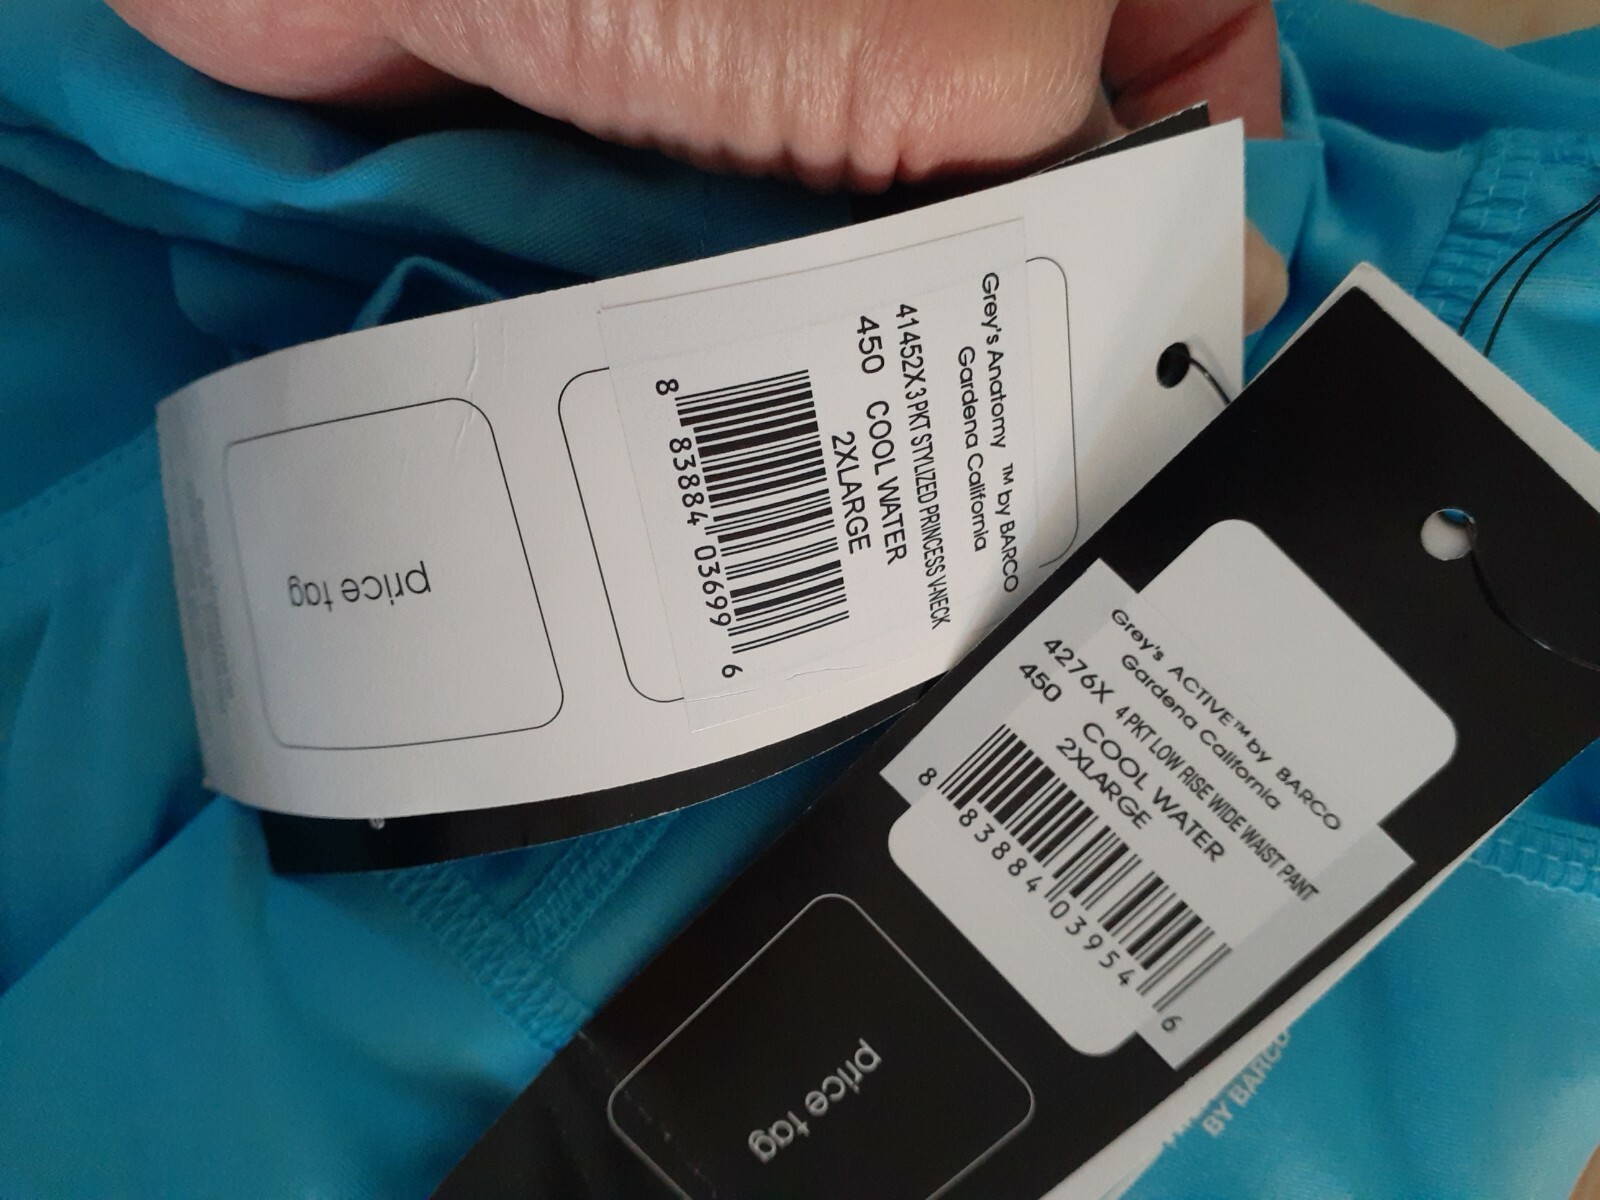 Grey's Anatomy ™ by BARCO
Gardena California
41452X 3 PKT STYLIZED PRINCESS V-NECK
450 COOL WATER
2XLARGE
8 83884 03699 6
price tag
Grey's ACTIVE™ by BARCO
Gardena California
4276X 4 PKT LOW RISE WIDE WAIST PANT
450 COOL WATER
2XLARGE
8 83884 03954 6
price tag
BY BARCO